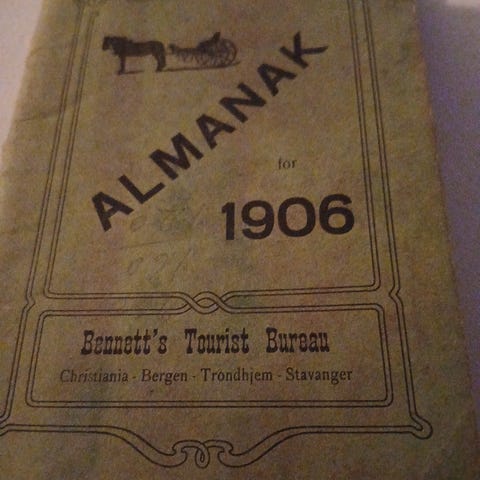 ALMANAK
for
1906
Bennett's Tourist Bureau
Christiania - Bergen - Trondhjem - Stavanger